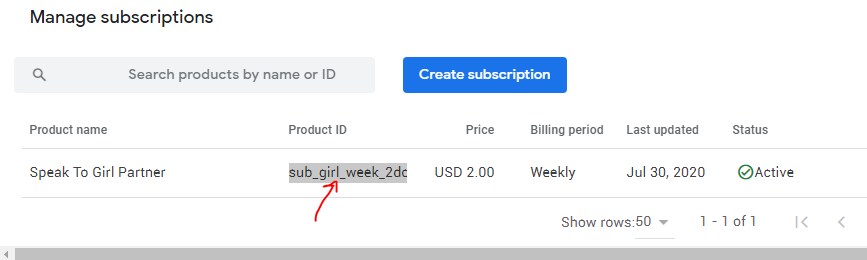 Manage subscriptions
Search products by name or ID
Create subscription
Product name Product ID Price Billing period Last updated Status
Speak To Girl Partner sub_girl_week_2do USD 2.00 Weekly Jul 30, 2020 Active
Show rows: 50 1 - 1 of 1